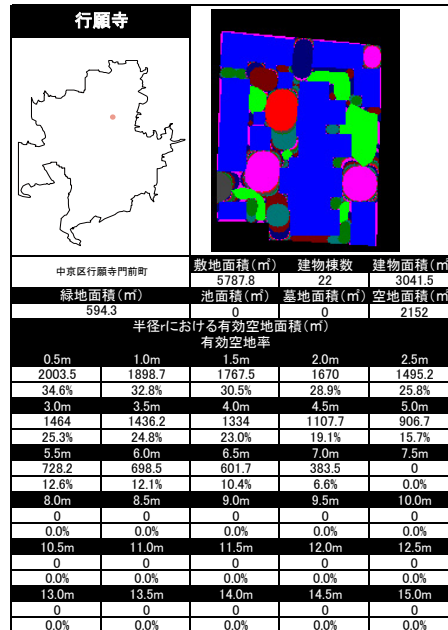 行願寺
中京区行願寺門前町
敷地面積(㎡) 建物棟数 建物面積(㎡)
5787.8 22 3041.5
緑地面積(㎡) 池面積(㎡) 墓地面積(㎡) 空地面積(㎡)
594.3 0 0 2152
半径rにおける有効空地面積(㎡)
有効空地率
0.5m 1.0m 1.5m 2.0m 2.5m
2003.5 1898.7 1767.5 1670 1495.2
34.6% 32.8% 30.5% 28.9% 25.8%
3.0m 3.5m 4.0m 4.5m 5.0m
1464 1436.2 1334 1107.7 906.7
25.3% 24.8% 23.0% 19.1% 15.7%
5.5m 6.0m 6.5m 7.0m 7.5m
728.2 698.5 601.7 383.5 0
12.6% 12.1% 10.4% 6.6% 0.0%
8.0m 8.5m 9.0m 9.5m 10.0m
0 0 0 0 0
0.0% 0.0% 0.0% 0.0% 0.0%
10.5m 11.0m 11.5m 12.0m 12.5m
0 0 0 0 0
0.0% 0.0% 0.0% 0.0% 0.0%
13.0m 13.5m 14.0m 14.5m 15.0m
0 0 0 0 0
0.0% 0.0% 0.0% 0.0% 0.0%